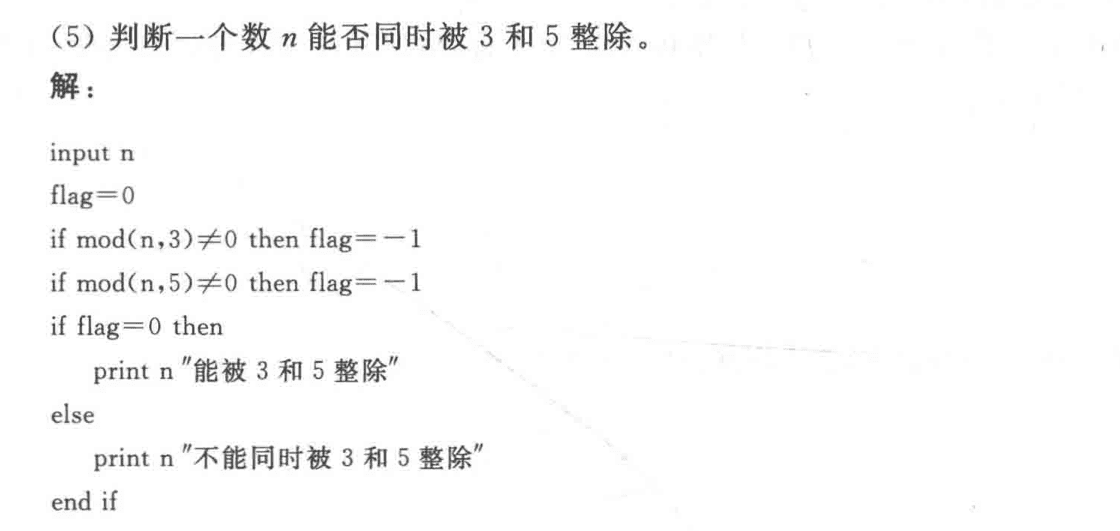 (5) 判断一个数 n 能否同时被 3 和 5 整除。
解：
input n
flag=0
if mod(n,3)≠0 then flag=-1
if mod(n,5)≠0 then flag=-1
if flag=0 then
print n "能被 3 和 5 整除"
else
print n "不能同时被 3 和 5 整除"
end if